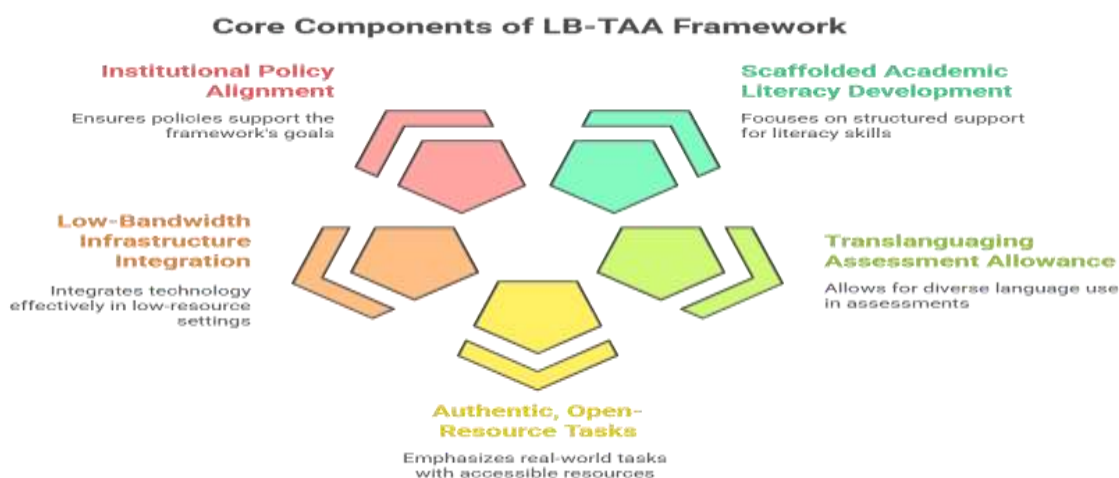 Core Components of LB-TAA Framework
Institutional Policy
Alignment
Ensures policies support the
framework's goals
Scaffolded Academic
Literacy Development
Focuses on structured support
for literacy skills
Low-Bandwidth
Infrastructure
Integration
Integrates technology
effectively in low-resource
settings
Translanguaging
Assessment Allowance
Allows for diverse language use
in assessments
Authentic, Open-
Resource Tasks
Emphasizes real-world tasks
with accessible resources